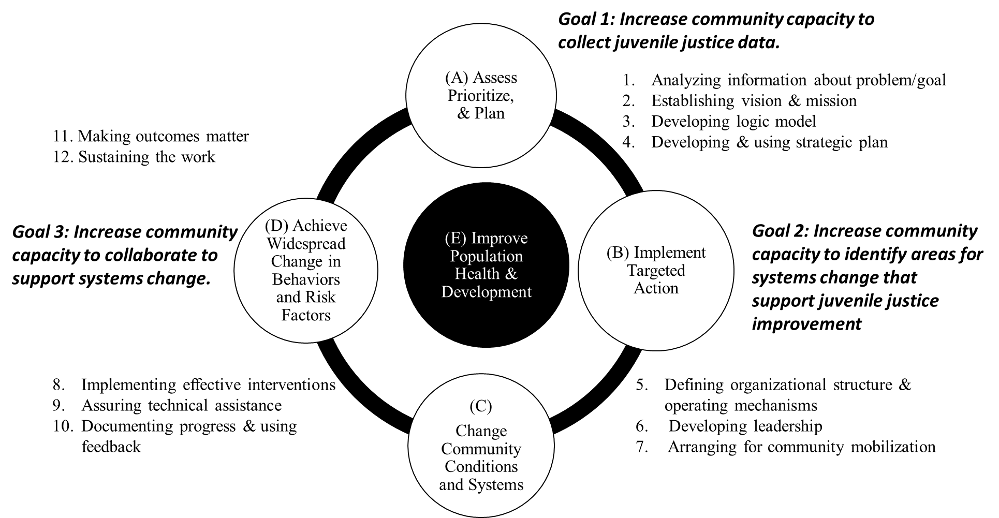 Goal 1: Increase community capacity to
collect juvenile justice data.
(A) Assess
Prioritize,
& Plan
1. Analyzing information about problem/goal
2. Establishing vision & mission
3. Developing logic model
4. Developing & using strategic plan
11. Making outcomes matter
12. Sustaining the work
Goal 3: Increase community
capacity to collaborate to
support systems change.
(D) Achieve
Widespread
Change in
Behaviors
and Risk
Factors
(E) Improve
Population
Health &
Development
(B) Implement
Targeted
Action
Goal 2: Increase community
capacity to identify areas for
systems change that
support juvenile justice
improvement
8. Implementing effective interventions
9. Assuring technical assistance
10. Documenting progress & using
feedback
(C)
Change
Community
Conditions
and Systems
5. Defining organizational structure &
operating mechanisms
6. Developing leadership
7. Arranging for community mobilization